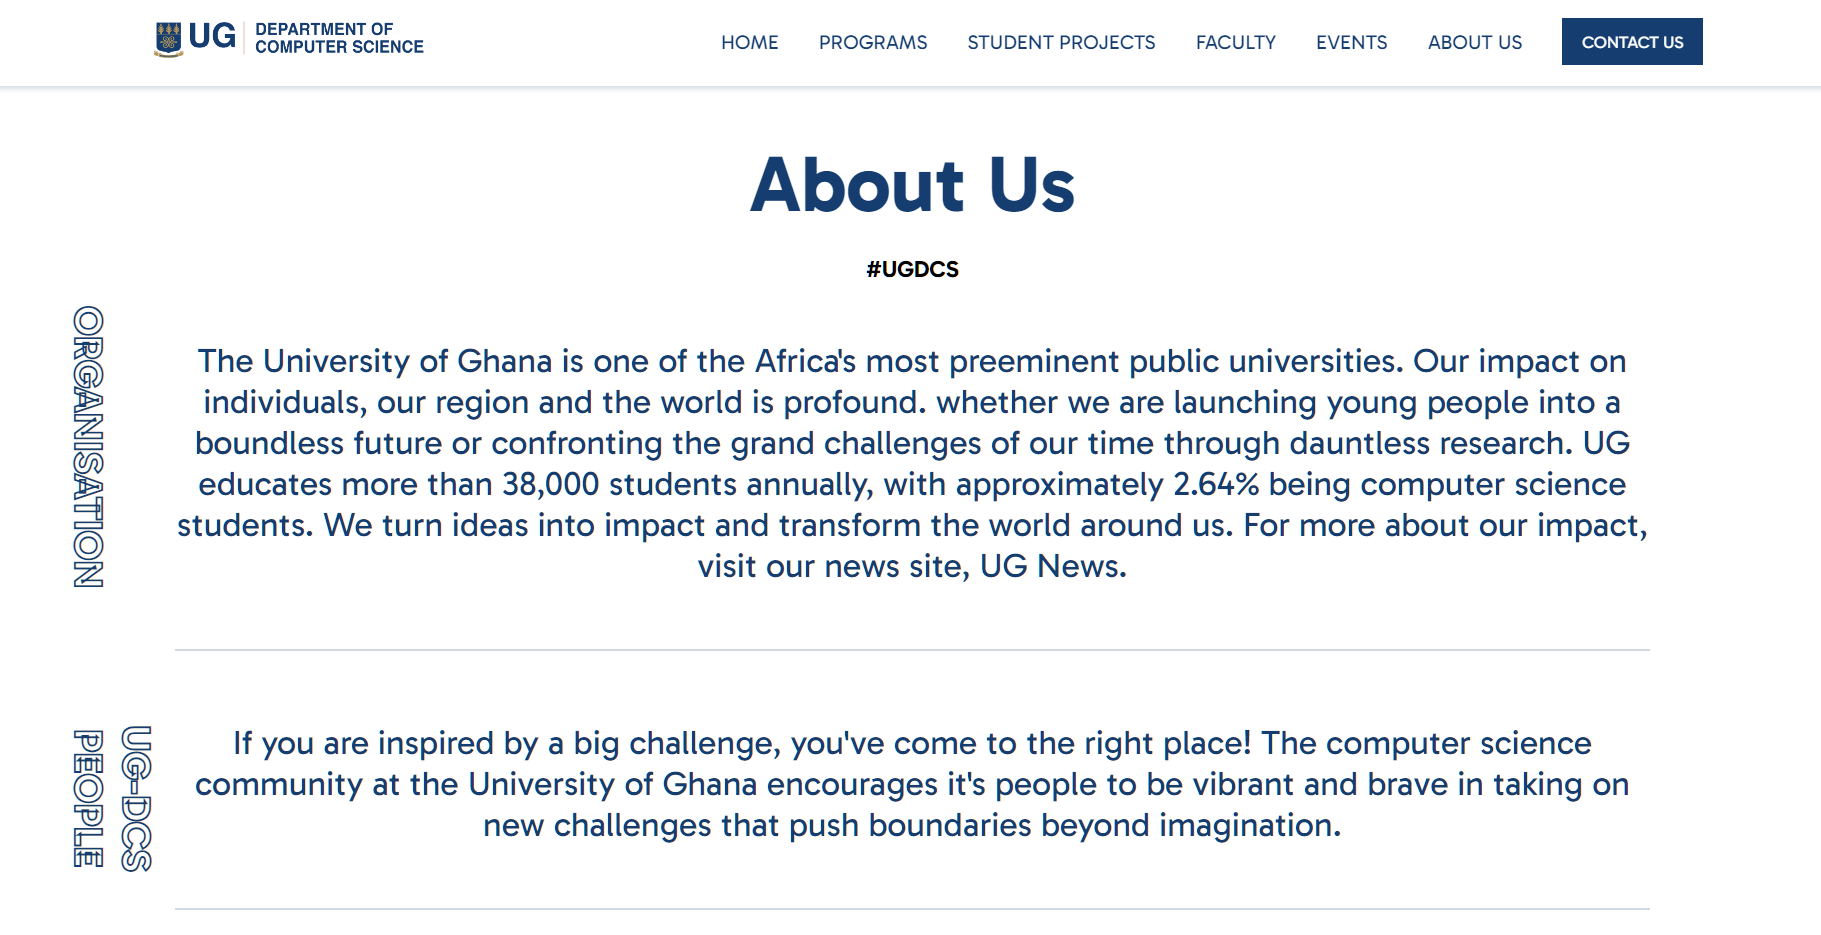 UG
DEPARTMENT OF
COMPUTER SCIENCE
HOME PROGRAMS STUDENT PROJECTS FACULTY EVENTS ABOUT US CONTACT US
About Us
#UGDCS
ORGANISATION
The University of Ghana is one of the Africa's most preeminent public universities. Our impact on
individuals, our region and the world is profound. whether we are launching young people into a
boundless future or confronting the grand challenges of our time through dauntless research. UG
educates more than 38,000 students annually, with approximately 2.64% being computer science
students. We turn ideas into impact and transform the world around us. For more about our impact,
visit our news site, UG News.
UG-DCS
PEOPLE
If you are inspired by a big challenge, you've come to the right place! The computer science
community at the University of Ghana encourages it's people to be vibrant and brave in taking on
new challenges that push boundaries beyond imagination.